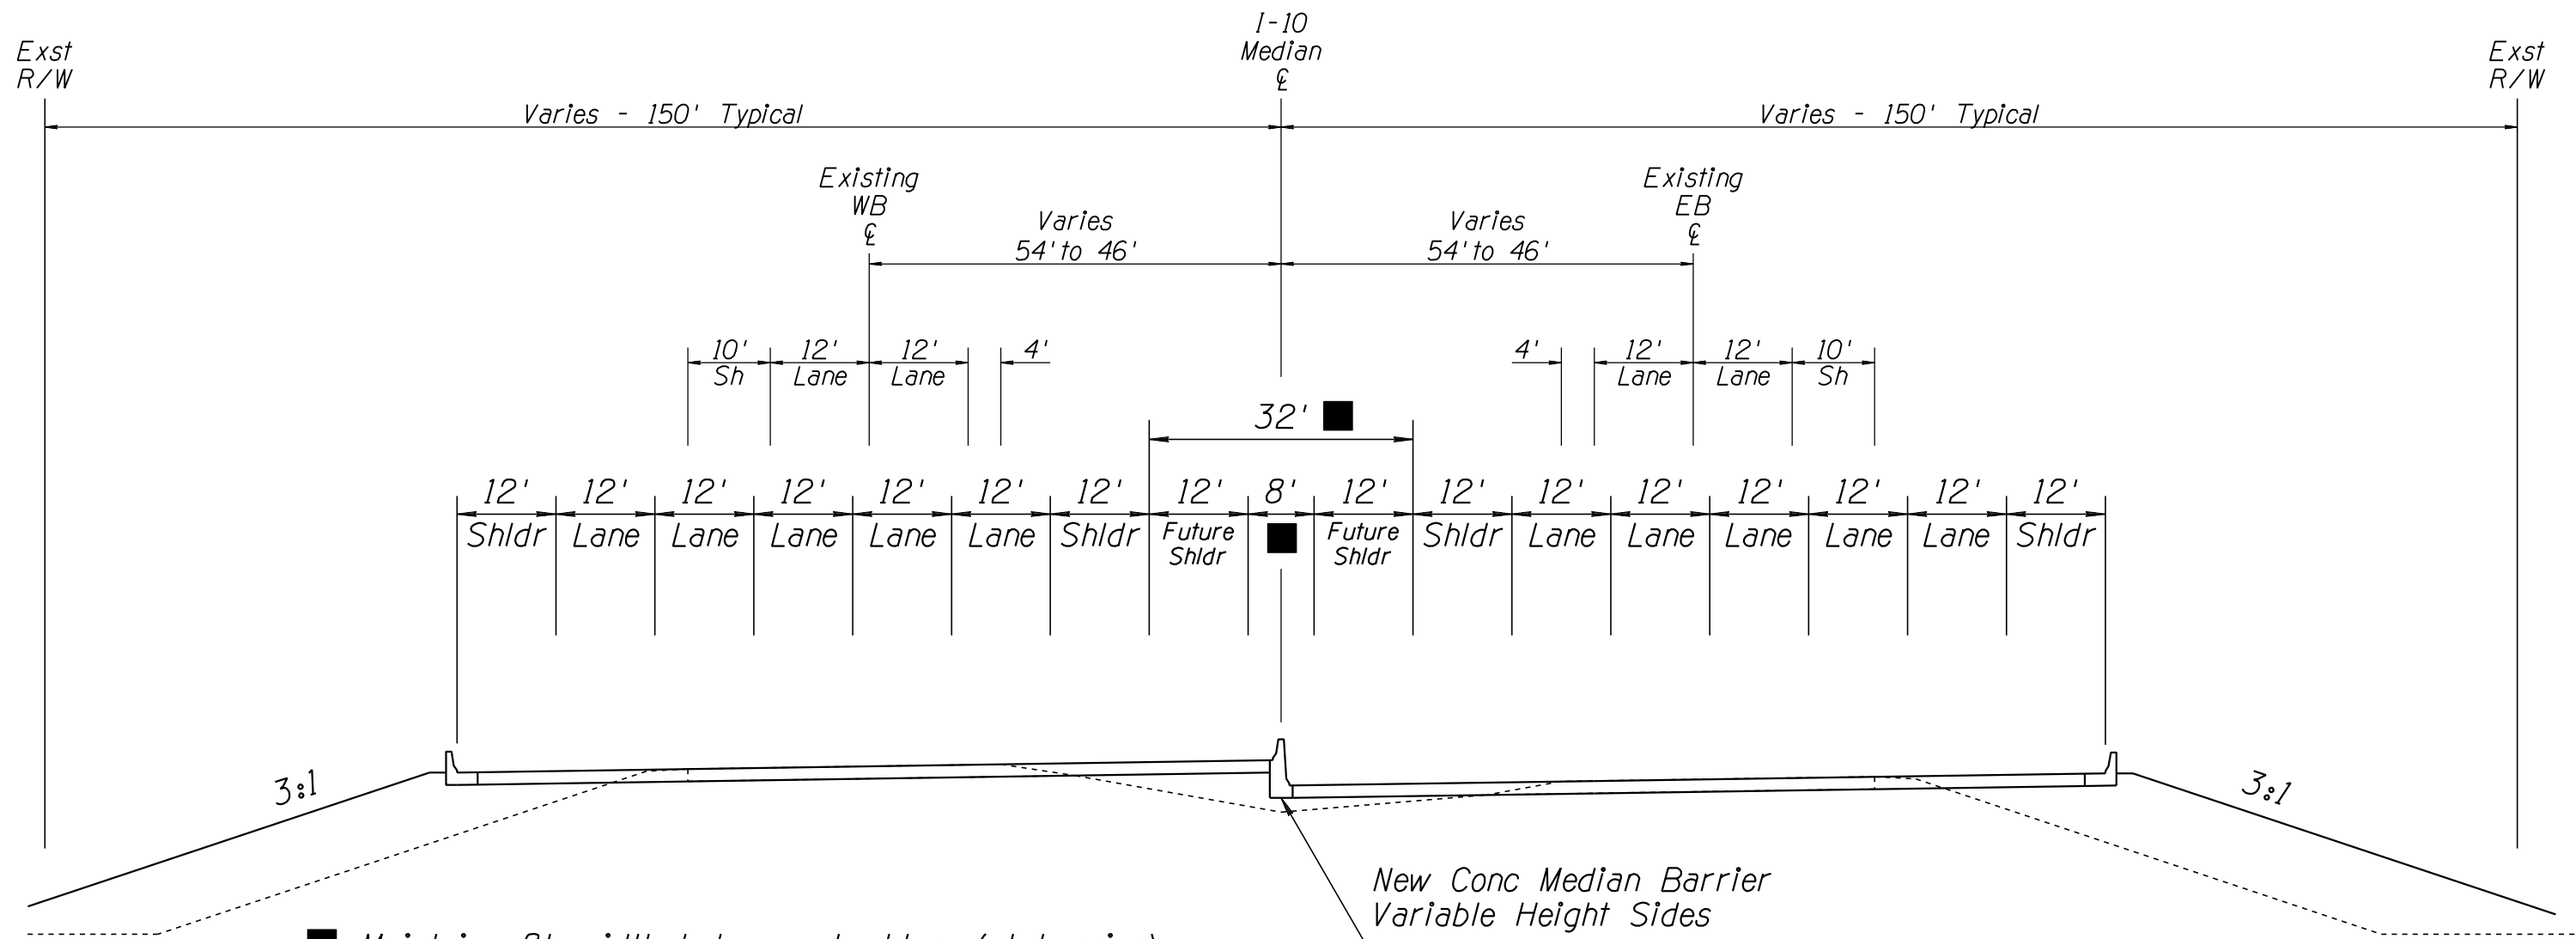 I-10
Median
℄
Exst
R/W
Exst
R/W
Varies - 150' Typical
Varies - 150' Typical
Existing
WB
℄
Existing
EB
℄
Varies
54' to 46'
Varies
54' to 46'
10' 12' 12' 4'
Sh Lane Lane
4' 12' 12' 10'
Lane Lane Sh
32' ■
12' 12' 12' 12' 12' 12' 12' 12' 8' 12' 12' 12' 12' 12' 12' 12' 12'
Shldr Lane Lane Lane Lane Lane Shldr Future Shldr ■ Future Shldr Shldr Lane Lane Lane Lane Lane Shldr
3:1
3:1
New Conc Median Barrier
Variable Height Sides